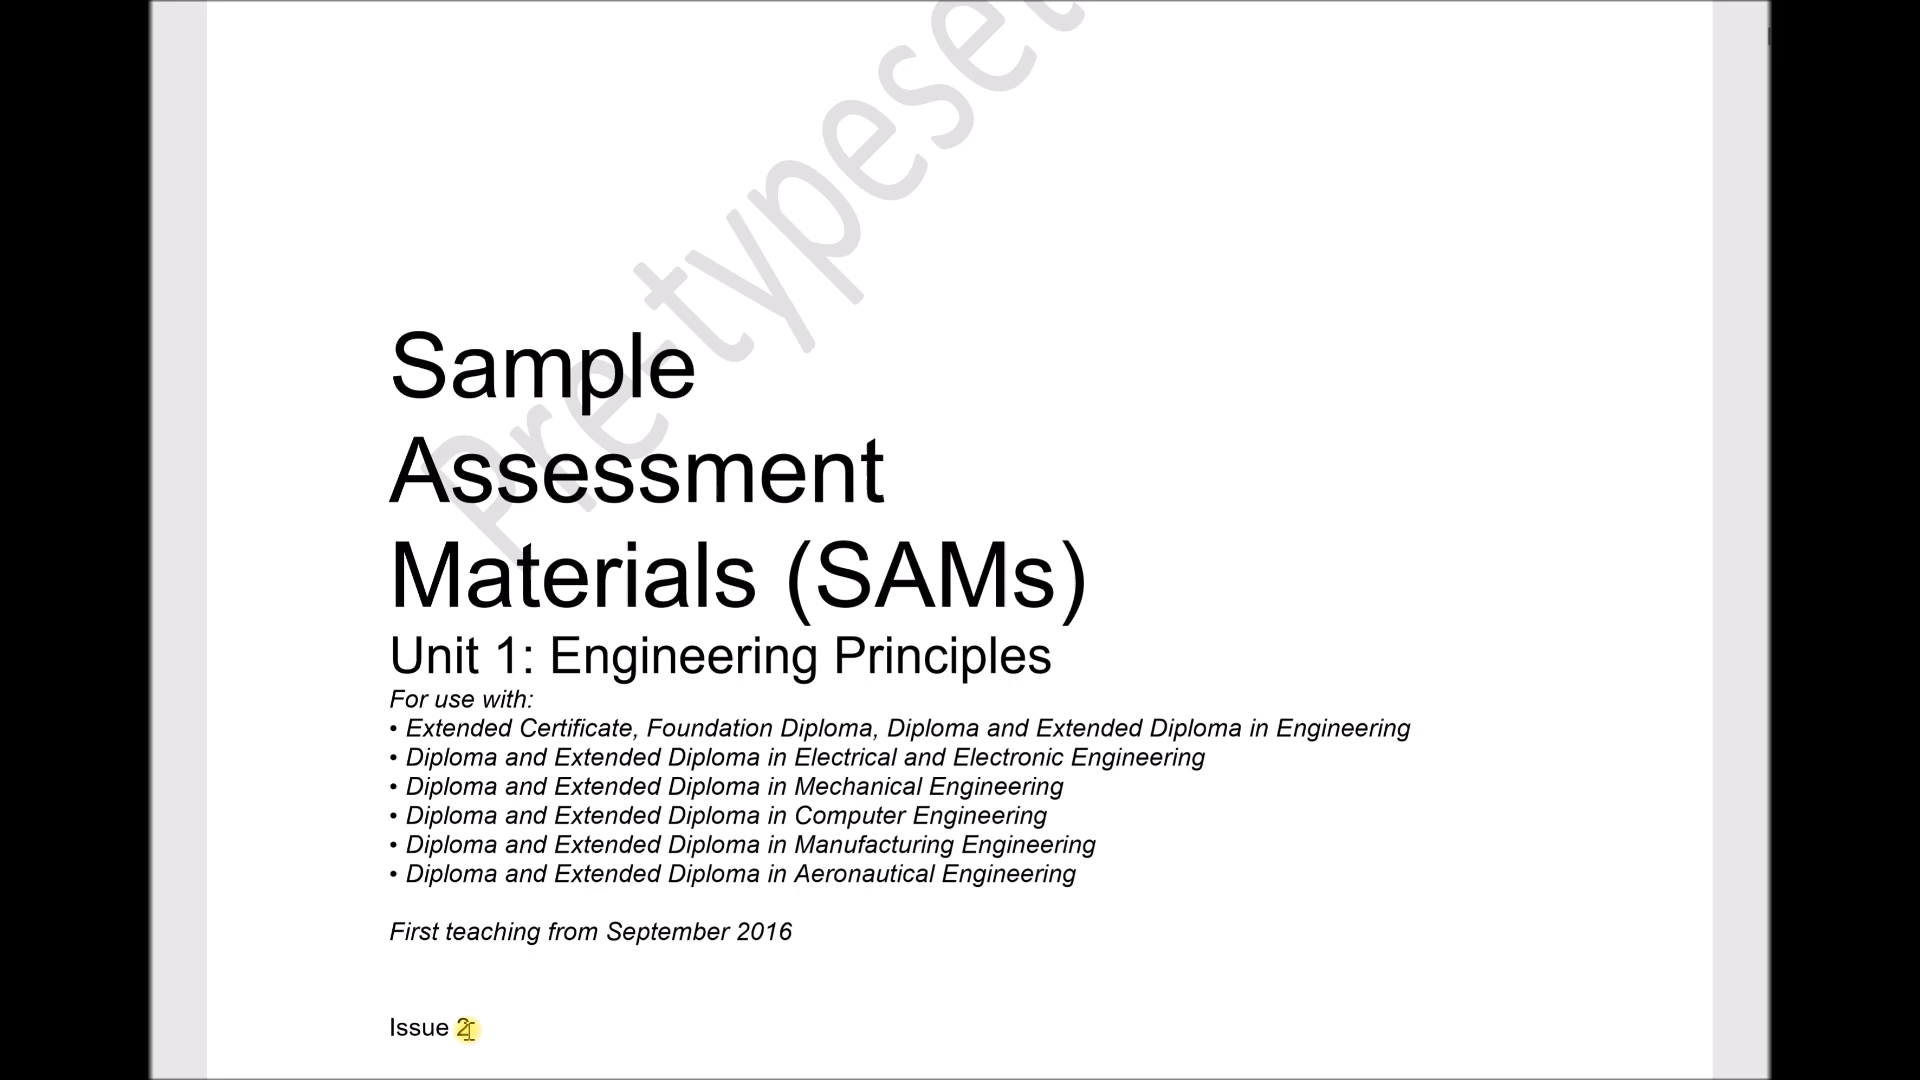 Pre-typeset
Sample
Assessment
Materials (SAMs)
Unit 1: Engineering Principles
For use with:
• Extended Certificate, Foundation Diploma, Diploma and Extended Diploma in Engineering
• Diploma and Extended Diploma in Electrical and Electronic Engineering
• Diploma and Extended Diploma in Mechanical Engineering
• Diploma and Extended Diploma in Computer Engineering
• Diploma and Extended Diploma in Manufacturing Engineering
• Diploma and Extended Diploma in Aeronautical Engineering
First teaching from September 2016
Issue 2